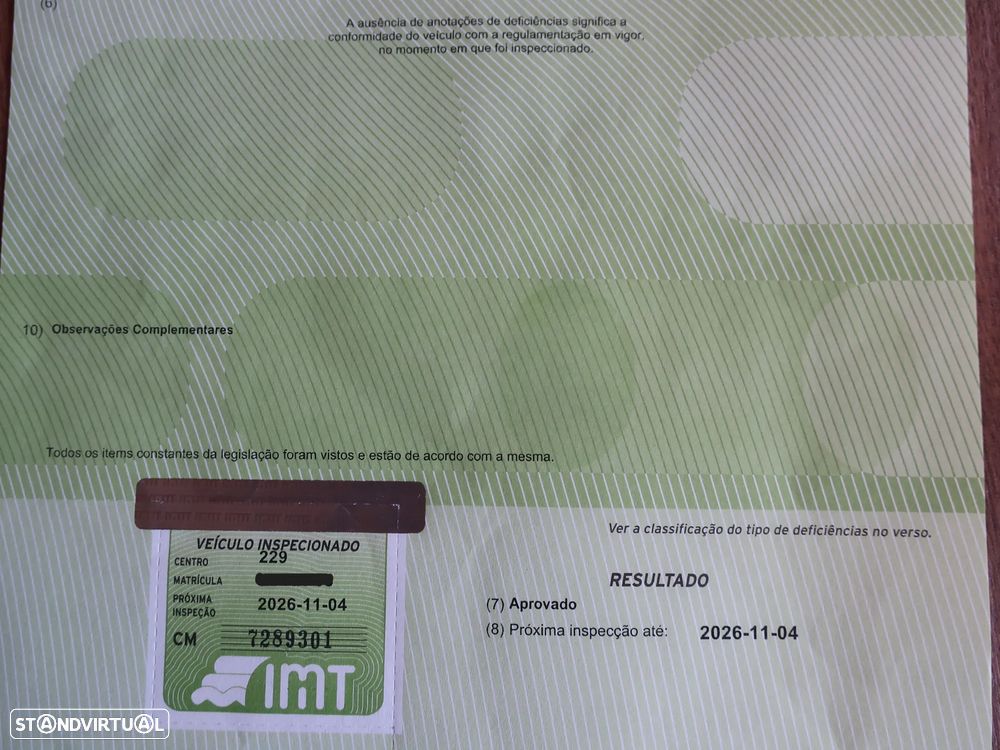 (6)
A ausência de anotações de deficiências significa a
conformidade do veículo com a regulamentação em vigor,
no momento em que foi inspeccionado.
10) Observações Complementares
Todos os items constantes da legislação foram vistos e estão de acordo com a mesma.
Ver a classificação do tipo de deficiências no verso.
VEÍCULO INSPECIONADO
CENTRO 229
MATRÍCULA
PRÓXIMA
INSPEÇÃO 2026-11-04
CM 7289301
IMT
RESULTADO
(7) Aprovado
(8) Próxima inspecção até: 2026-11-04
STANDVIRTUAL